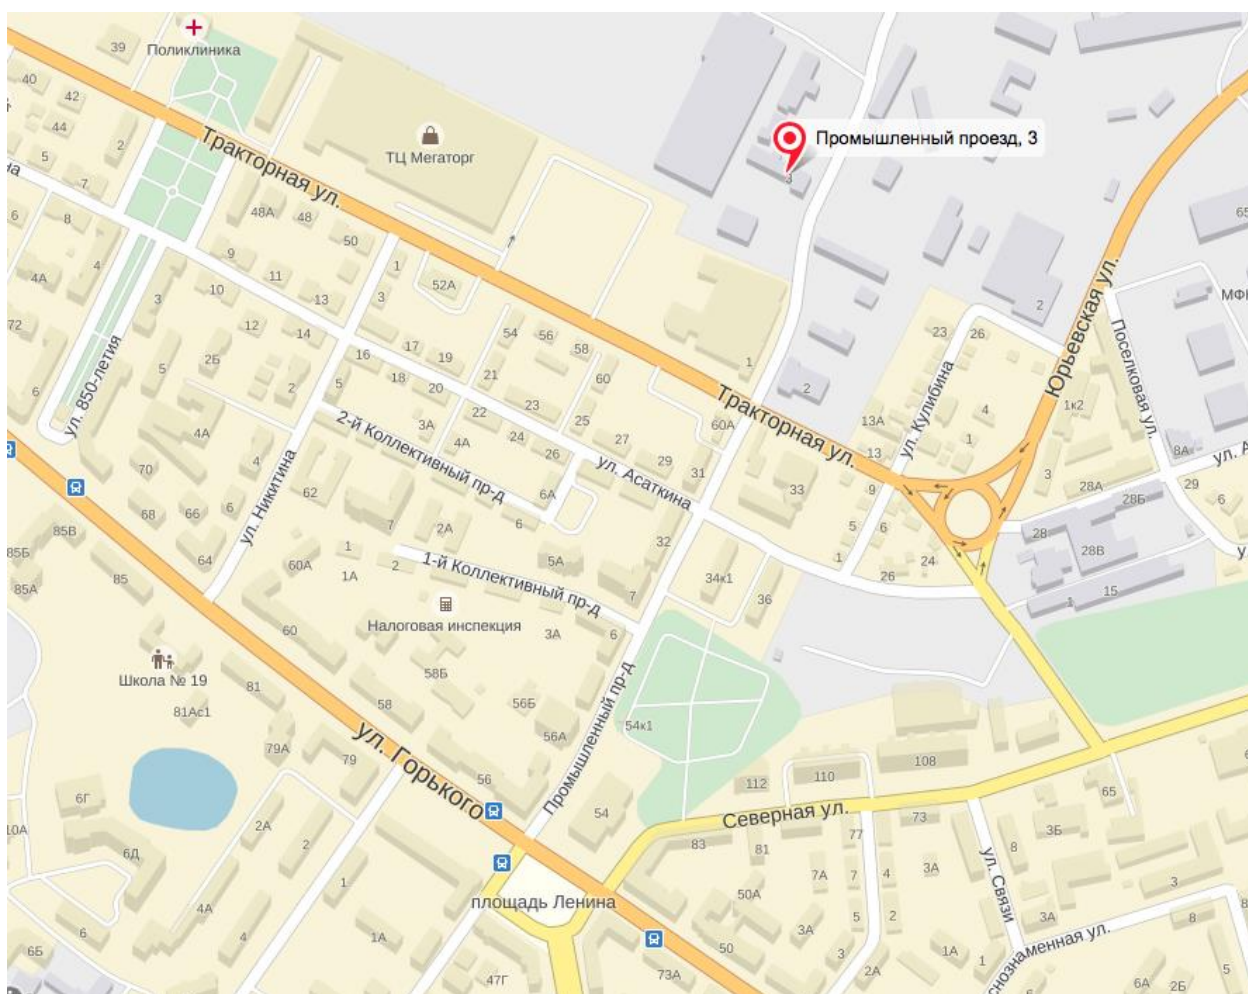 Поликлиника
39
40
42
44
2
5
7
на
6
8
4
4А
72
6
ТЦ Мегаторг
Тракторная ул.
48А
48
50
52А
1
3
9
11
13
10
12
14
3
5
2Б
2
4А
4
ул. 850-летия
Промышленный проезд, 3
3
65
МФ
2
Юрьевская ул.
Поселковая ул.
23
26
ул. Кулибина
4
1
1к2
3
8А
ул. А
29
6
28А
28Б
28
28В
15
1
54
56
58
60
17
19
21
16
18
20
22
24
26
23
25
27
29
31
60А
1
2
Тракторная ул.
13А
13
9
5
6
1
26
24
33
5
3А
4А
2-й Коллективный пр-д
6А
6
ул. Асаткина
ул. Никитина
62
7
2А
70
68
66
64
1
1А
2
60А
1-й Коллективный пр-д
5А
32
7
34к1
36
85В
85Б
85А
85
Налоговая инспекция
3А
6
60
58Б
58
56Б
56А
56
Школа № 19
81
81Ас1
79А
79
54к1
Промышленный пр-д
54
ул. Горького
6Г
10А
6Д
2А
2
4А
4
6
6Б
1
1А
площадь Ленина
47Г
73А
50
50А
112
110
108
Северная ул.
83
81
77
73
7А
7
4
3А
5
2
3А
3
2А
1А
1
ул. Связи
8
3Б
65
3А
3
8
снознаменная ул.
6А
2Б
5